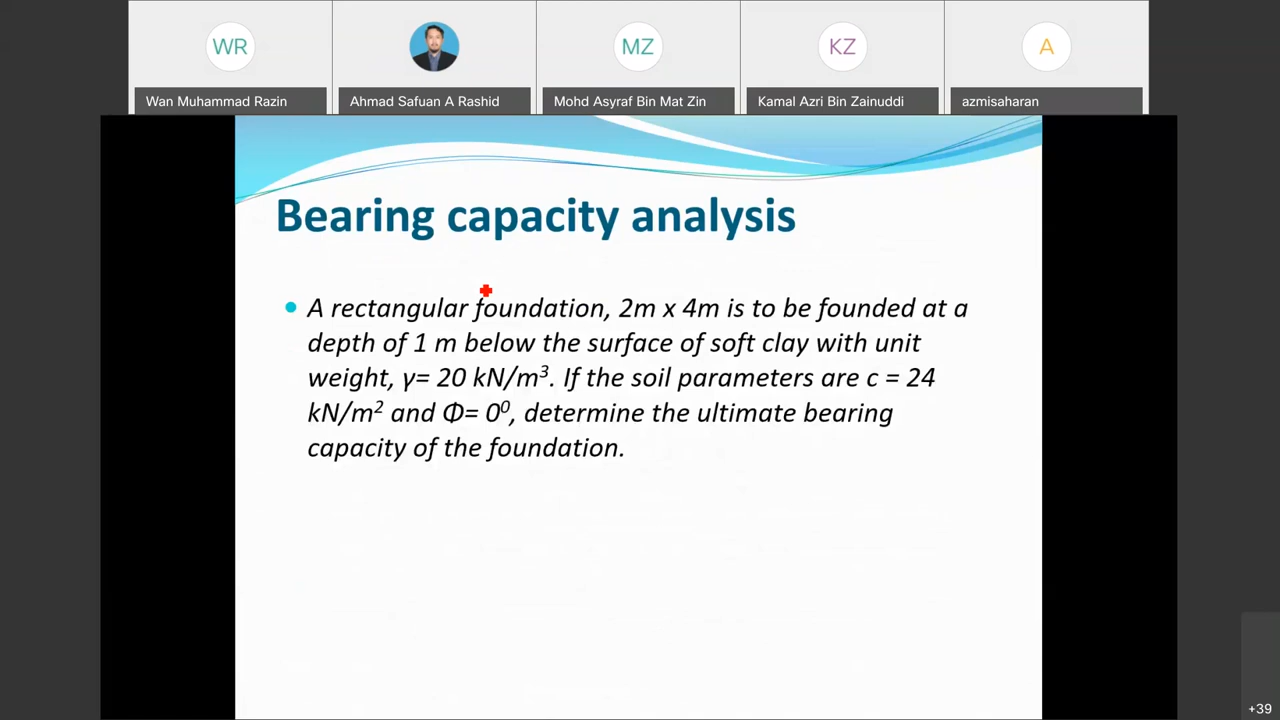 WR
MZ
KZ
A
Wan Muhammad Razin
Ahmad Safuan A Rashid
Mohd Asyraf Bin Mat Zin
Kamal Azri Bin Zainuddi
azmisaharan
Bearing capacity analysis
• A rectangular foundation, 2m x 4m is to be founded at a
depth of 1 m below the surface of soft clay with unit
weight, γ= 20 kN/m³. If the soil parameters are c = 24
kN/m² and Φ= 0⁰, determine the ultimate bearing
capacity of the foundation.
+39